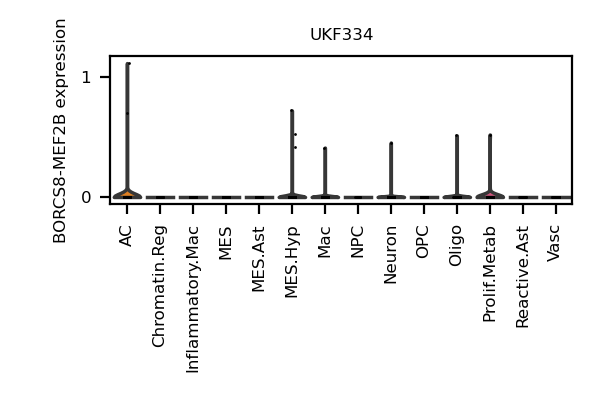 UKF334
BORCS8-MEF2B expression
1
0
AC
Chromatin.Reg
Inflammatory.Mac
MES
MES.Ast
MES.Hyp
Mac
NPC
Neuron
OPC
Oligo
Prolif.Metab
Reactive.Ast
Vasc